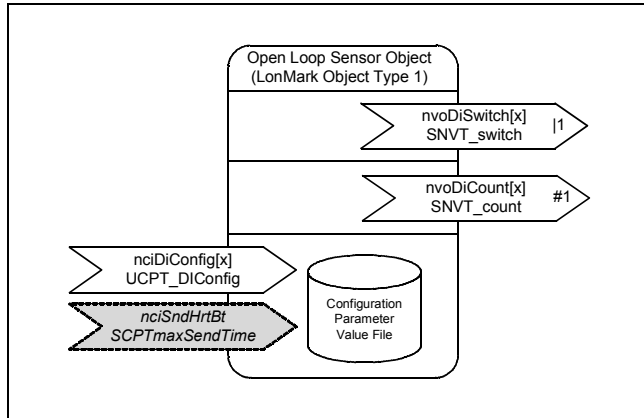 Open Loop Sensor Object
(LonMark Object Type 1)
nvoDiSwitch[x] |1
SNVT_switch
nvoDiCount[x] #1
SNVT_count
nciDiConfig[x]
UCPT_DIConfig
nciSndHrtBt
SCPTmaxSendTime
Configuration
Parameter
Value File